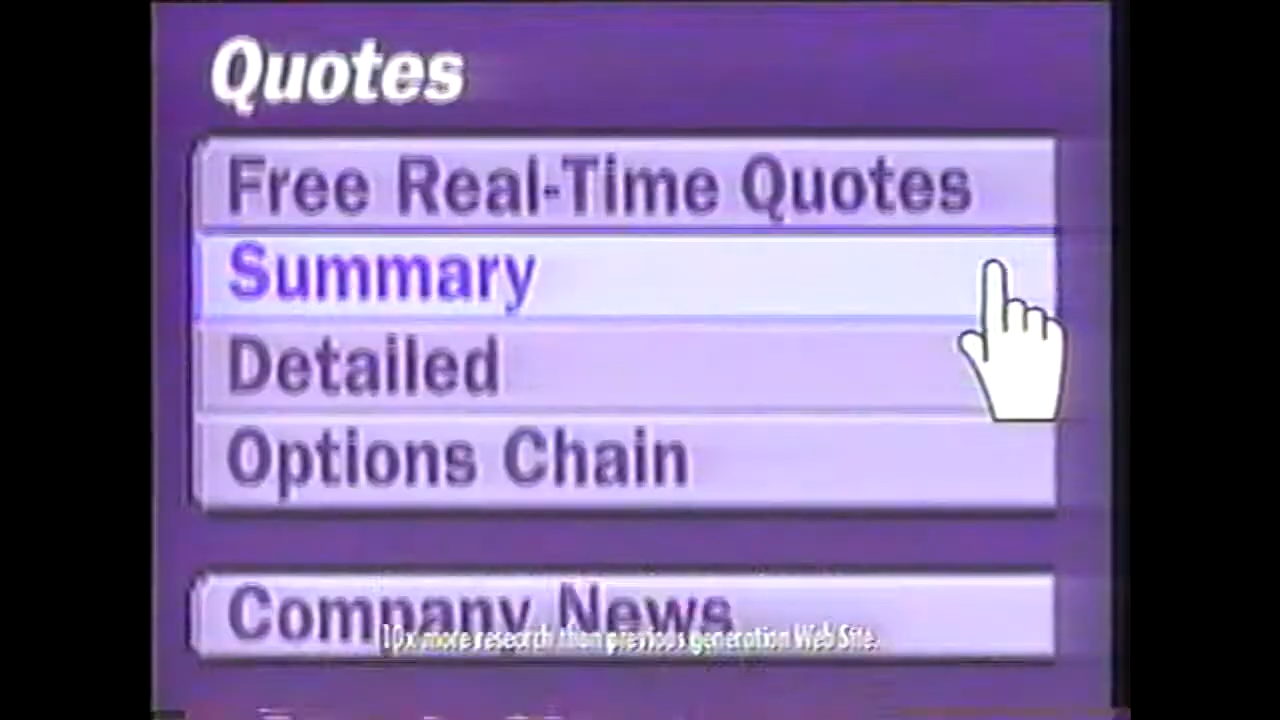 Quotes
Free Real-Time Quotes
Summary
Detailed
Options Chain
Company News
10x more research than previous generation Web Site.